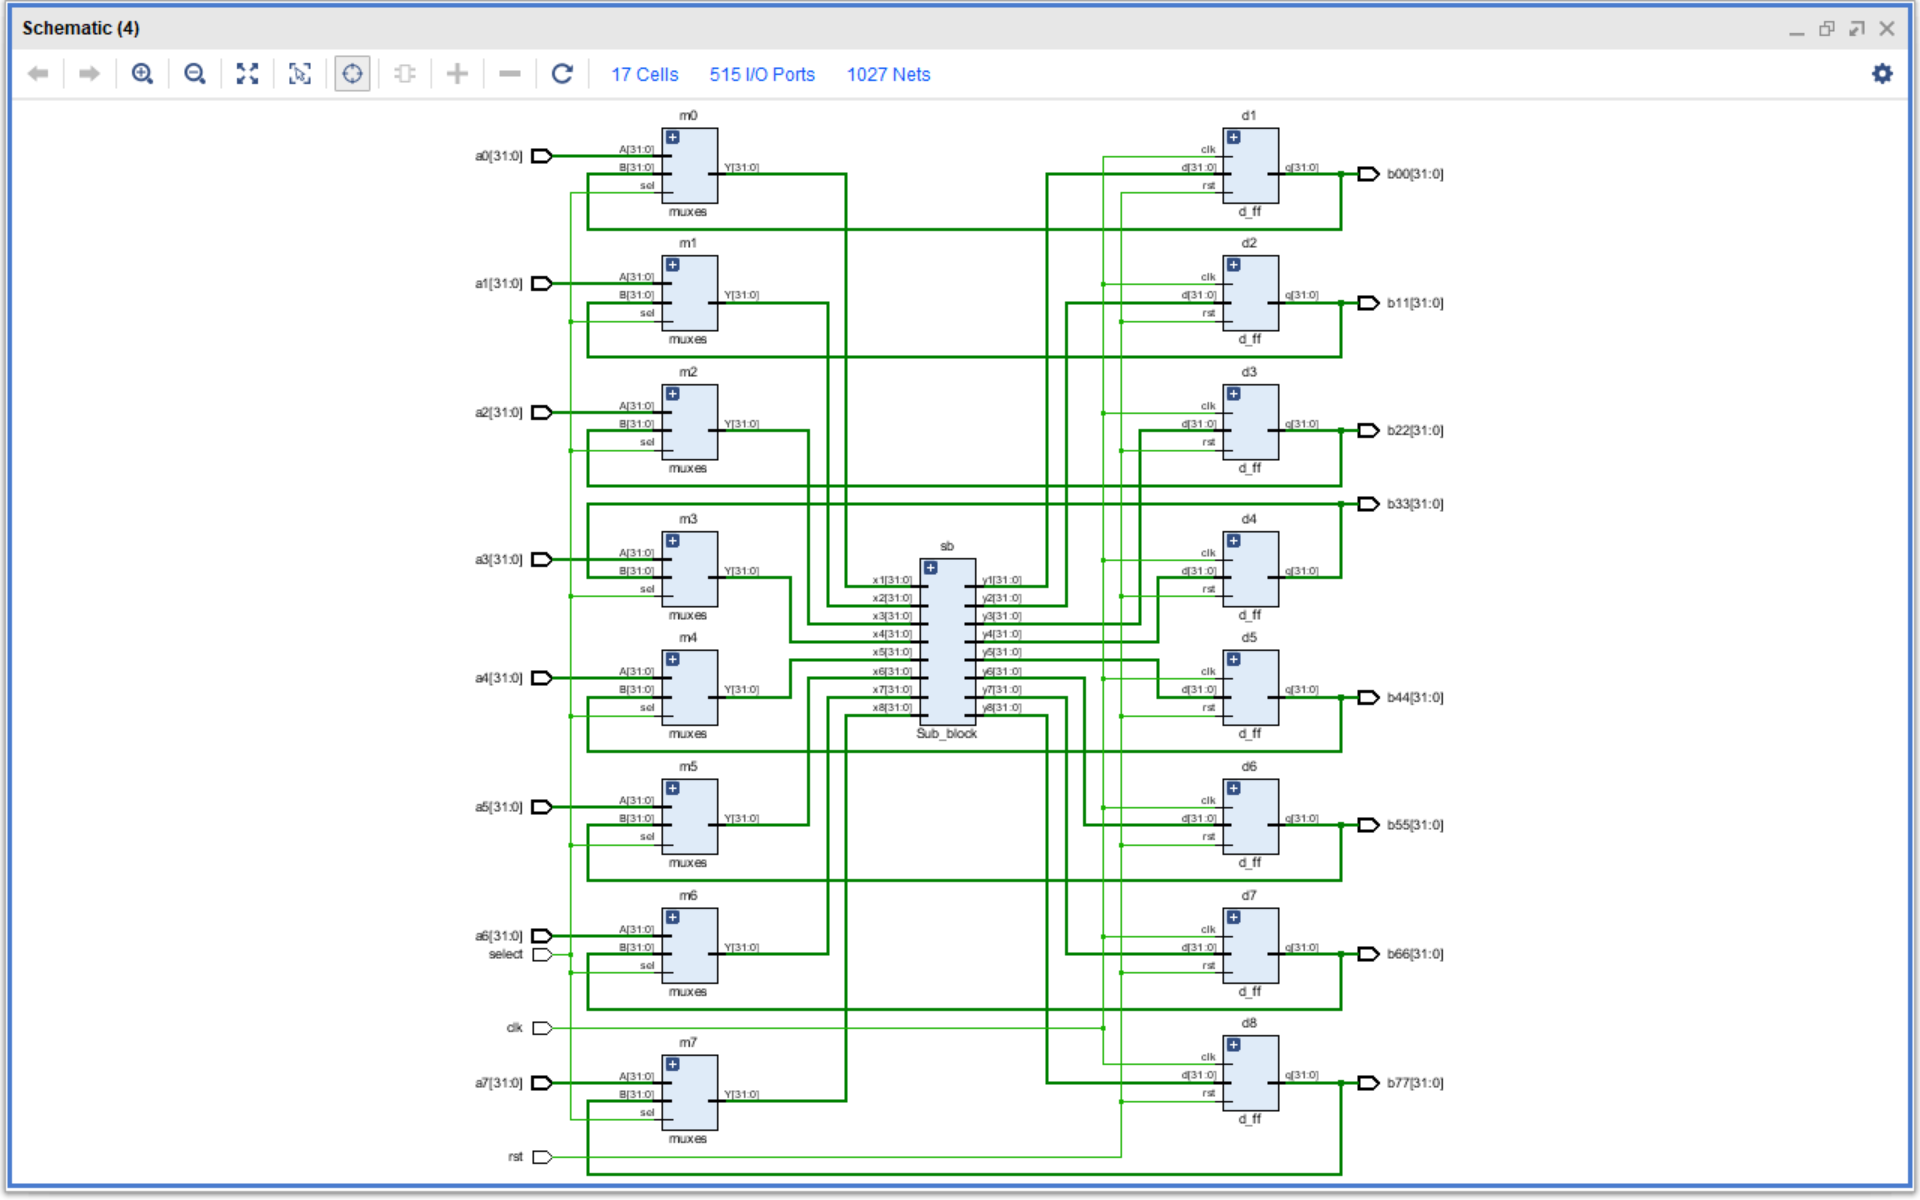 Schematic (4)
17 Cells 515 I/O Ports 1027 Nets
m0
a0[31:0]
A[31:0]
B[31:0]
sel
Y[31:0]
muxes
m1
a1[31:0]
A[31:0]
B[31:0]
sel
Y[31:0]
muxes
m2
a2[31:0]
A[31:0]
B[31:0]
sel
Y[31:0]
muxes
m3
a3[31:0]
A[31:0]
B[31:0]
sel
Y[31:0]
muxes
m4
a4[31:0]
A[31:0]
B[31:0]
sel
Y[31:0]
muxes
m5
a5[31:0]
A[31:0]
B[31:0]
sel
Y[31:0]
muxes
m6
a6[31:0]
select
A[31:0]
B[31:0]
sel
Y[31:0]
muxes
clk
m7
a7[31:0]
A[31:0]
B[31:0]
sel
Y[31:0]
muxes
rst
sb
x1[31:0] y1[31:0]
x2[31:0] y2[31:0]
x3[31:0] y3[31:0]
x4[31:0] y4[31:0]
x5[31:0] y5[31:0]
x6[31:0] y6[31:0]
x7[31:0] y7[31:0]
x8[31:0] y8[31:0]
Sub_block
d1
clk
d[31:0]
rst
q[31:0]
b00[31:0]
d_ff
d2
clk
d[31:0]
rst
q[31:0]
b11[31:0]
d_ff
d3
clk
d[31:0]
rst
q[31:0]
b22[31:0]
d_ff
b33[31:0]
d4
clk
d[31:0]
rst
q[31:0]
d_ff
d5
clk
d[31:0]
rst
q[31:0]
b44[31:0]
d_ff
d6
clk
d[31:0]
rst
q[31:0]
b55[31:0]
d_ff
d7
clk
d[31:0]
rst
q[31:0]
b66[31:0]
d_ff
d8
clk
d[31:0]
rst
q[31:0]
b77[31:0]
d_ff